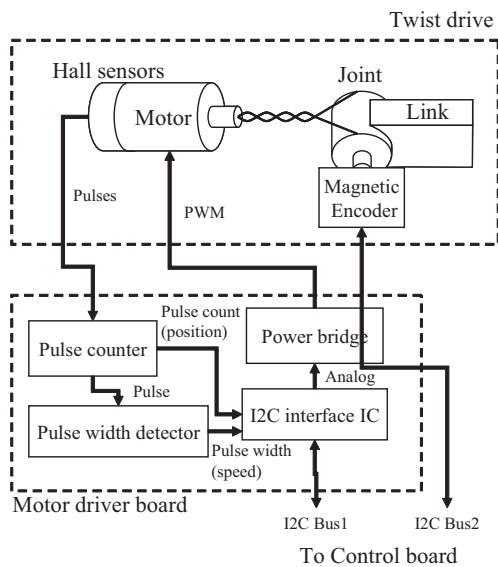 Twist drive
Hall sensors
Joint
Motor
Link
Magnetic
Encoder
Pulses
PWM
Pulse count
(position)
Power bridge
Pulse counter
Analog
Pulse
I2C interface IC
Pulse width detector
Pulse width
(speed)
Motor driver board
I2C Bus1
I2C Bus2
To Control board